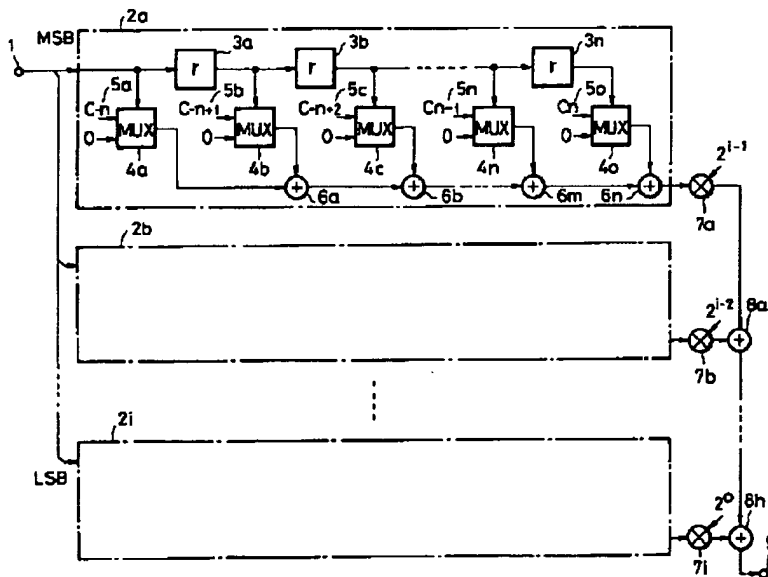 2a
MSB
1
3a
3b
3n
r
r
r
5a
5b
5c
5n
5o
C-n
C-n+1
C-n+2
Cn-1
Cn
0
0
0
0
0
MUX
MUX
MUX
MUX
MUX
4a
4b
4c
4n
4o
+
+
+
+
6a
6b
6m
6n
2^{i-1}
7a
2b
2^{i-2}
8a
+
7b
2i
LSB
2^0
8h
+
7i